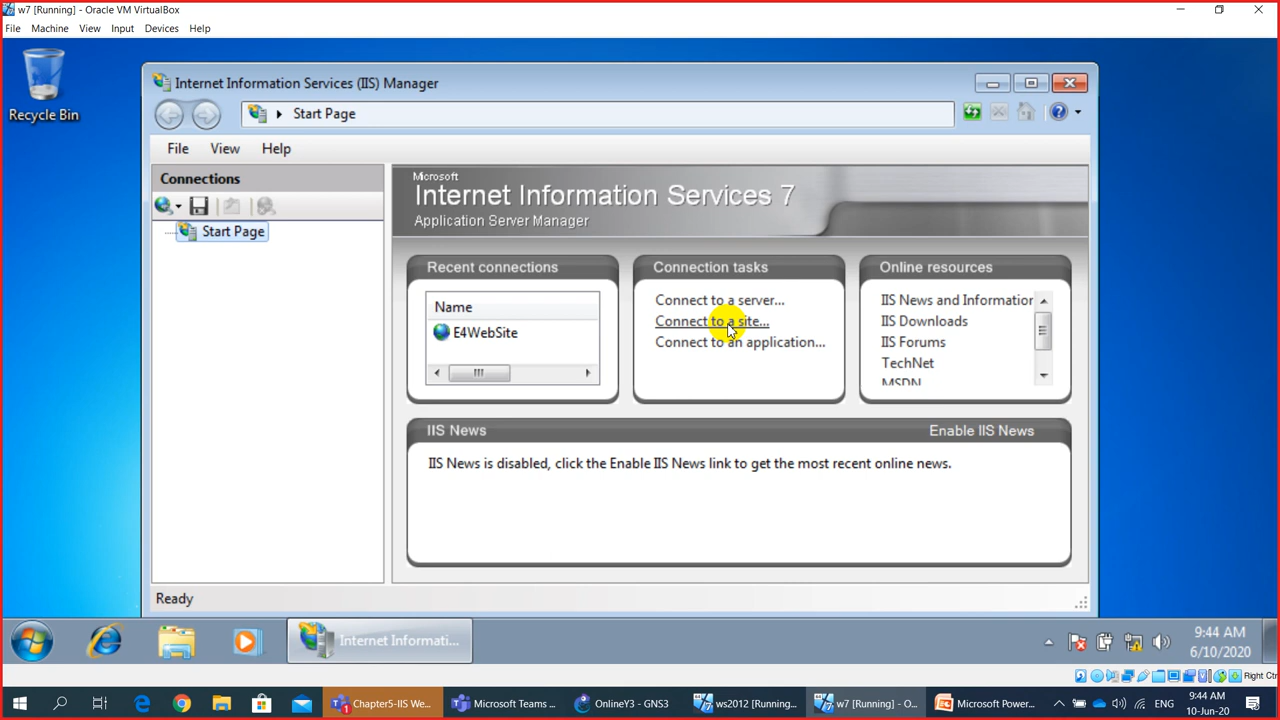 w7 [Running] - Oracle VM VirtualBox
File Machine View Input Devices Help
Recycle Bin
Internet Information Services (IIS) Manager
Start Page
File View Help
Connections
Start Page
Microsoft
Internet Information Services 7
Application Server Manager
Recent connections
Name
E4WebSite
Connection tasks
Connect to a server...
Connect to a site...
Connect to an application...
Online resources
IIS News and Information
IIS Downloads
IIS Forums
TechNet
MSDN
IIS News
Enable IIS News
IIS News is disabled, click the Enable IIS News link to get the most recent online news.
Ready
Internet Informati...
9:44 AM
6/10/2020
Right Ctr
Chapter5-IIS We...
Microsoft Teams ...
OnlineY3 - GNS3
ws2012 [Running...
w7 [Running] - O...
Microsoft Power...
ENG
9:44 AM
10-Jun-20